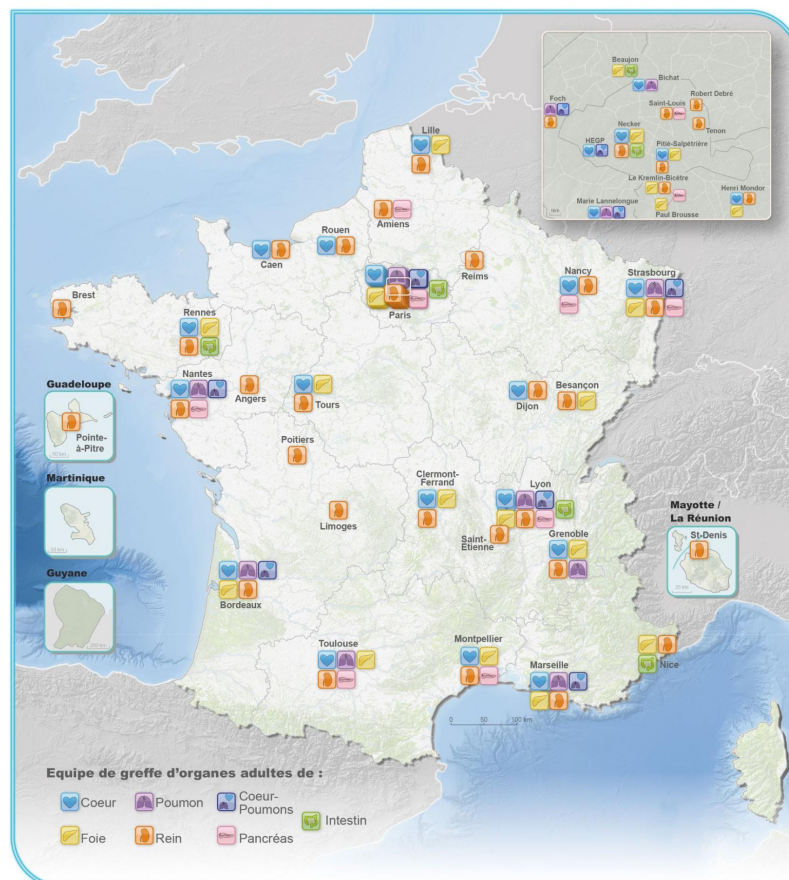 Beaujon
Bichat
Robert Debré
Foch
Saint-Louis
Necker
Tenon
HEGP
Pitié-Salpêtrière
Le Kremlin-Bicêtre
Henri Mondor
Marie Lannelongue
Paul Brousse
Lille
Amiens
Rouen
Caen
Reims
Nancy
Strasbourg
Paris
Brest
Rennes
Nantes
Angers
Tours
Dijon
Besançon
Guadeloupe
Pointe-
à-Pitre
Poitiers
Martinique
Clermont-
Ferrand
Lyon
Limoges
Saint-
Étienne
Grenoble
Mayotte /
La Réunion
St-Denis
Guyane
Bordeaux
Toulouse
Montpellier
Marseille
Nice
0 50 100 km
Equipe de greffe d'organes adultes de :
Coeur
Poumon
Coeur-
Poumons
Intestin
Foie
Rein
Pancréas